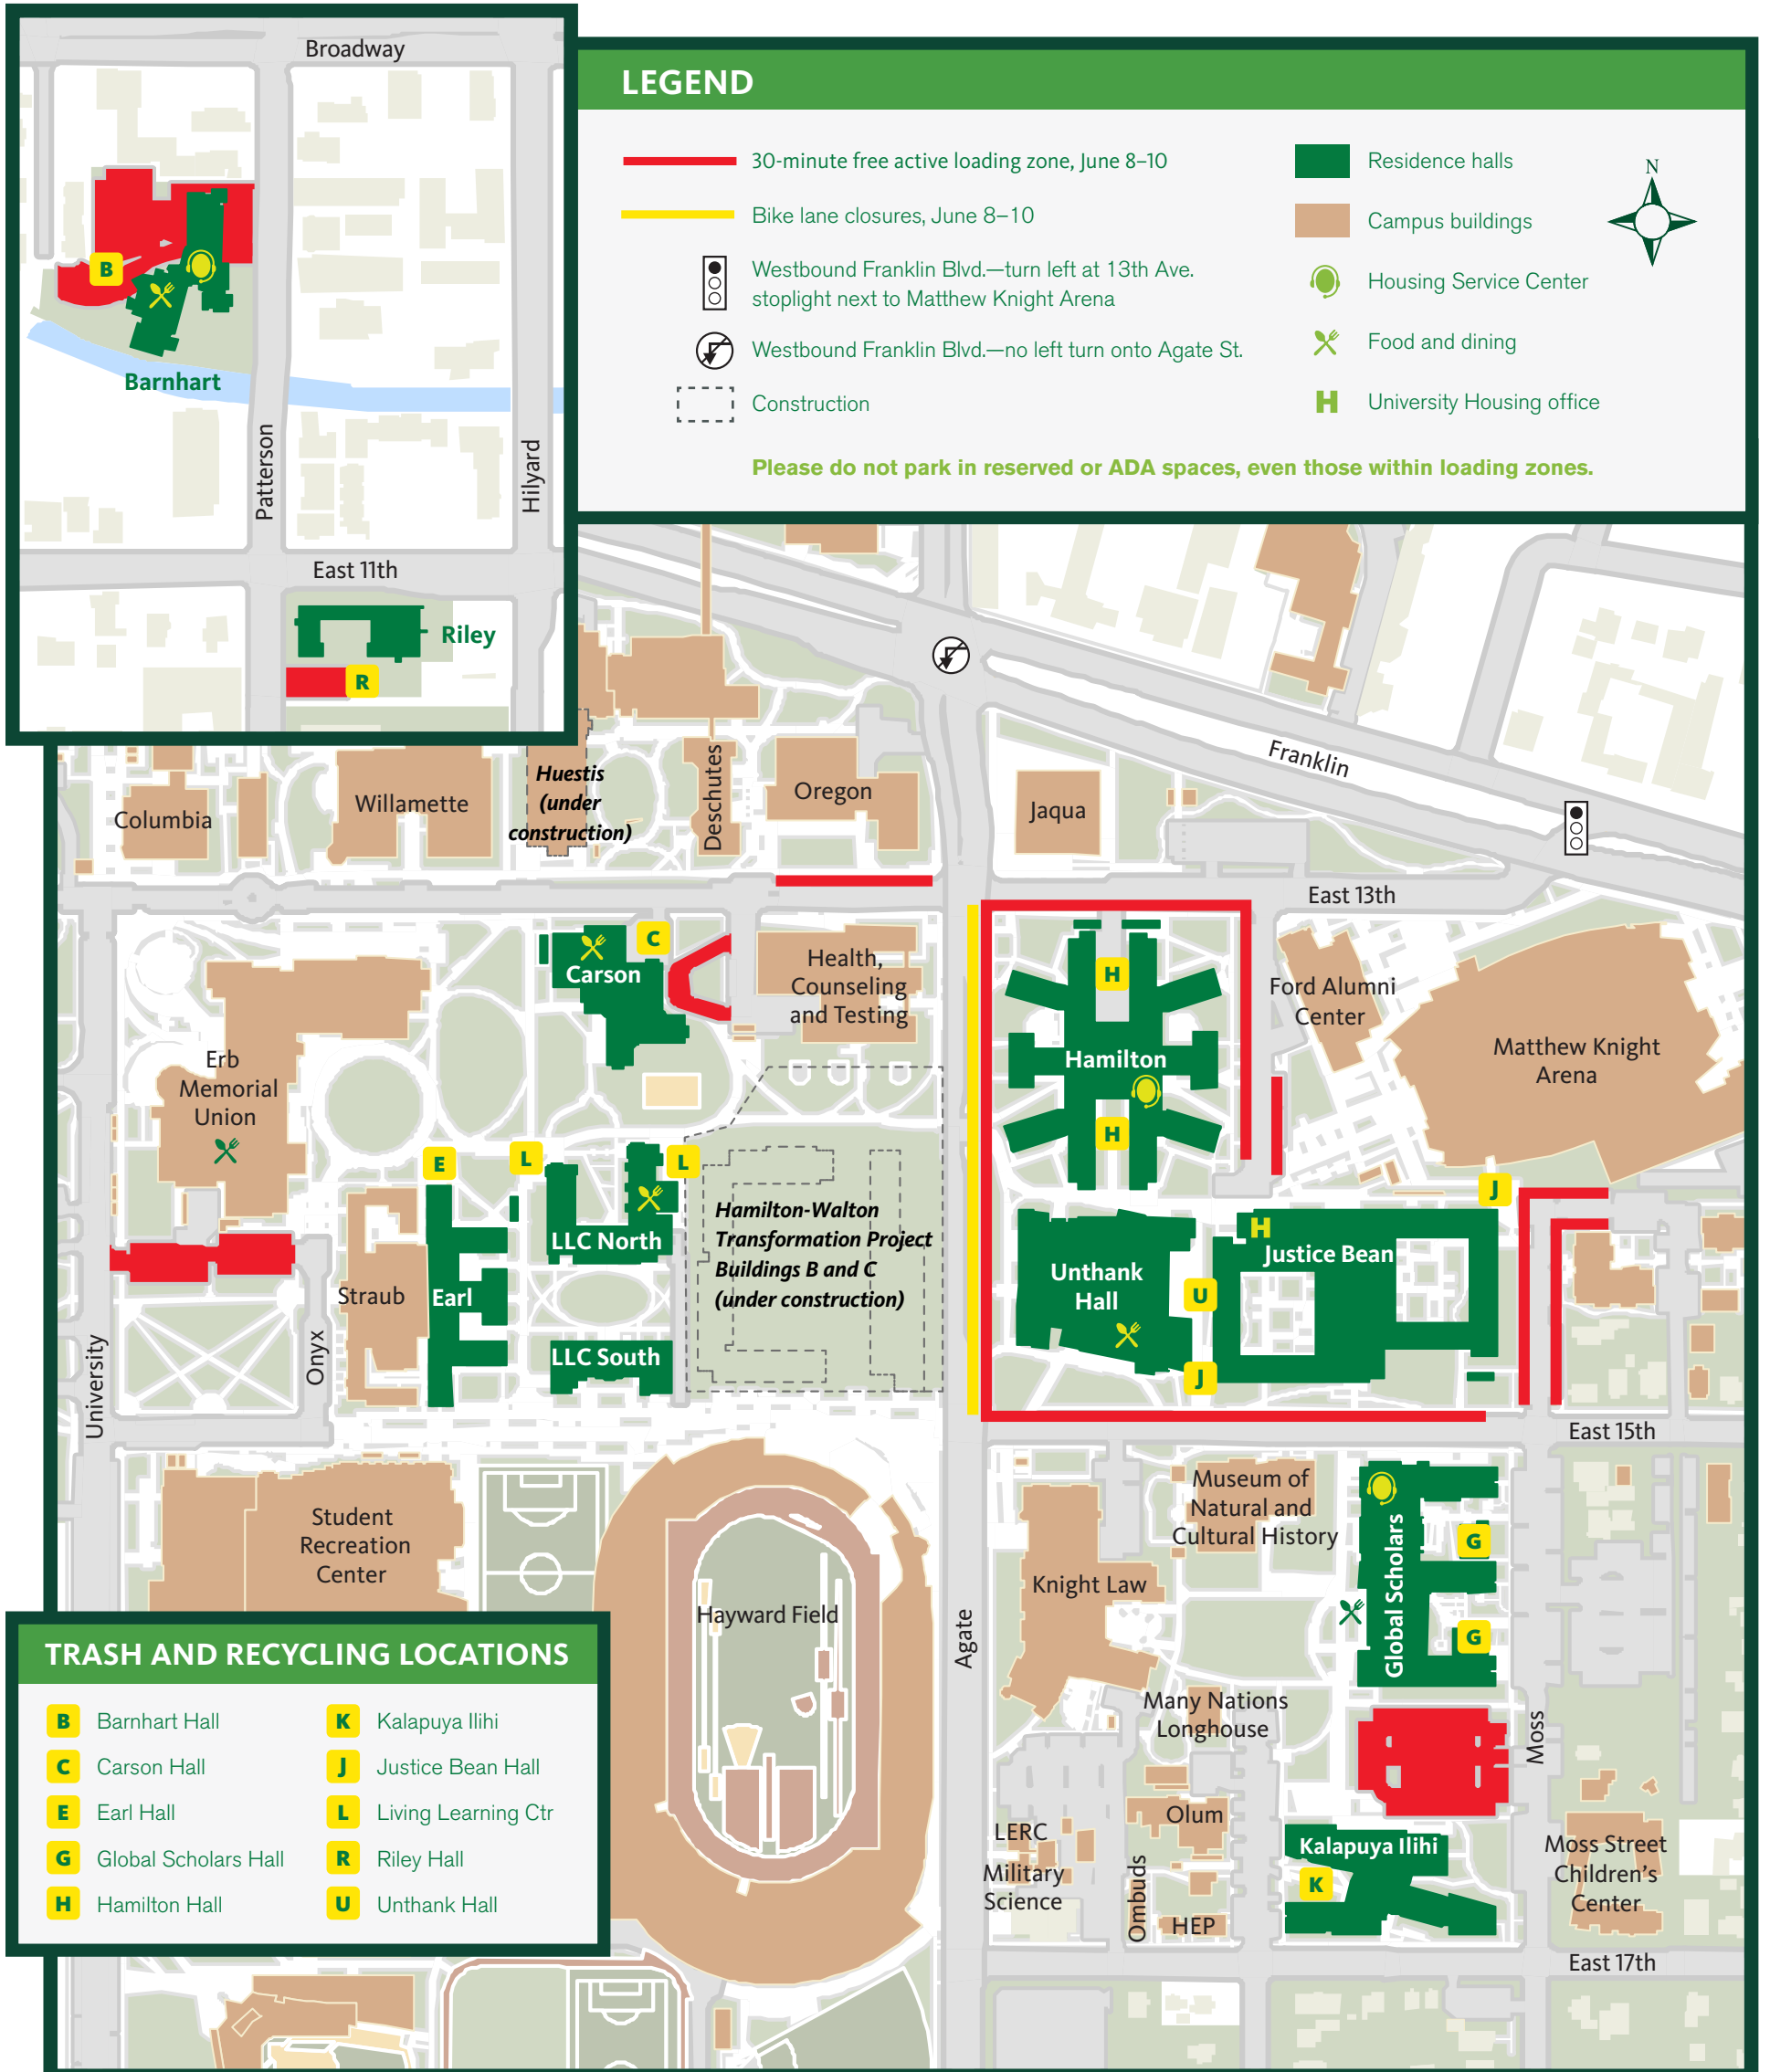 Broadway
B
Barnhart
Patterson
Hilyard
East 11th
Riley
R
LEGEND
30-minute free active loading zone, June 8–10
Bike lane closures, June 8–10
Westbound Franklin Blvd.—turn left at 13th Ave.
stoplight next to Matthew Knight Arena
Westbound Franklin Blvd.—no left turn onto Agate St.
Construction
Residence halls
Campus buildings
Housing Service Center
Food and dining
H
University Housing office
N
Please do not park in reserved or ADA spaces, even those within loading zones.
Franklin
Columbia
Willamette
Huestis
(under
construction)
Deschutes
Oregon
Jaqua
East 13th
C
Carson
Health,
Counseling
and Testing
H
Hamilton
H
Ford Alumni
Center
Matthew Knight
Arena
Erb
Memorial
Union
E
L
L
LLC North
Hamilton-Walton
Transformation Project
Buildings B and C
(under construction)
J
H
Justice Bean
Unthank
Hall
U
J
Straub
Earl
LLC South
University
Onyx
East 15th
Student
Recreation
Center
Hayward Field
Agate
Museum of
Natural and
Cultural History
Knight Law
Global Scholars
G
G
Many Nations
Longhouse
Moss
Olum
LERC
Military
Science
Ombuds
HEP
Kalapuya Ilihi
K
Moss Street
Children's
Center
East 17th
TRASH AND RECYCLING LOCATIONS
B Barnhart Hall
C Carson Hall
E Earl Hall
G Global Scholars Hall
H Hamilton Hall
K Kalapuya Ilihi
J Justice Bean Hall
L Living Learning Ctr
R Riley Hall
U Unthank Hall